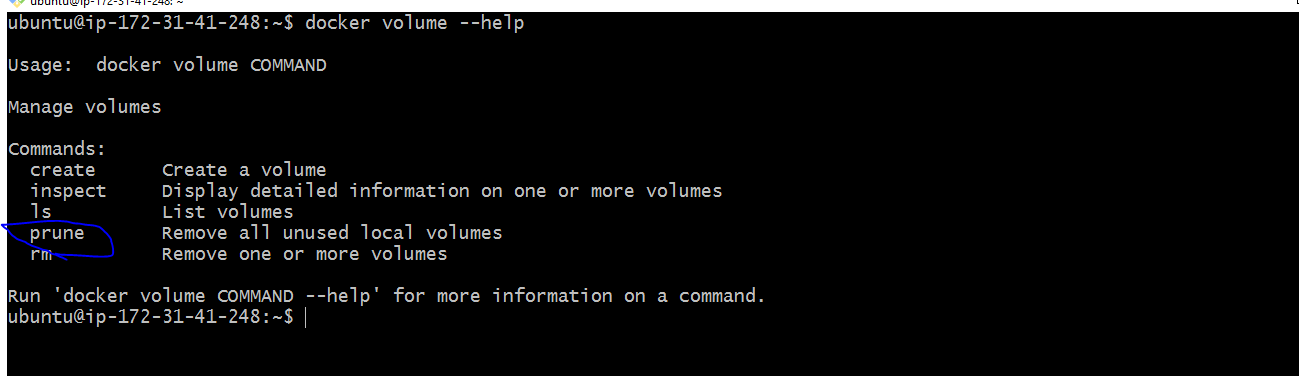 ubuntu@ip-172-31-41-248: ~
ubuntu@ip-172-31-41-248:~$ docker volume --help
Usage:  docker volume COMMAND
Manage volumes
Commands:
  create      Create a volume
  inspect     Display detailed information on one or more volumes
  ls          List volumes
  prune       Remove all unused local volumes
  rm          Remove one or more volumes
Run 'docker volume COMMAND --help' for more information on a command.
ubuntu@ip-172-31-41-248:~$